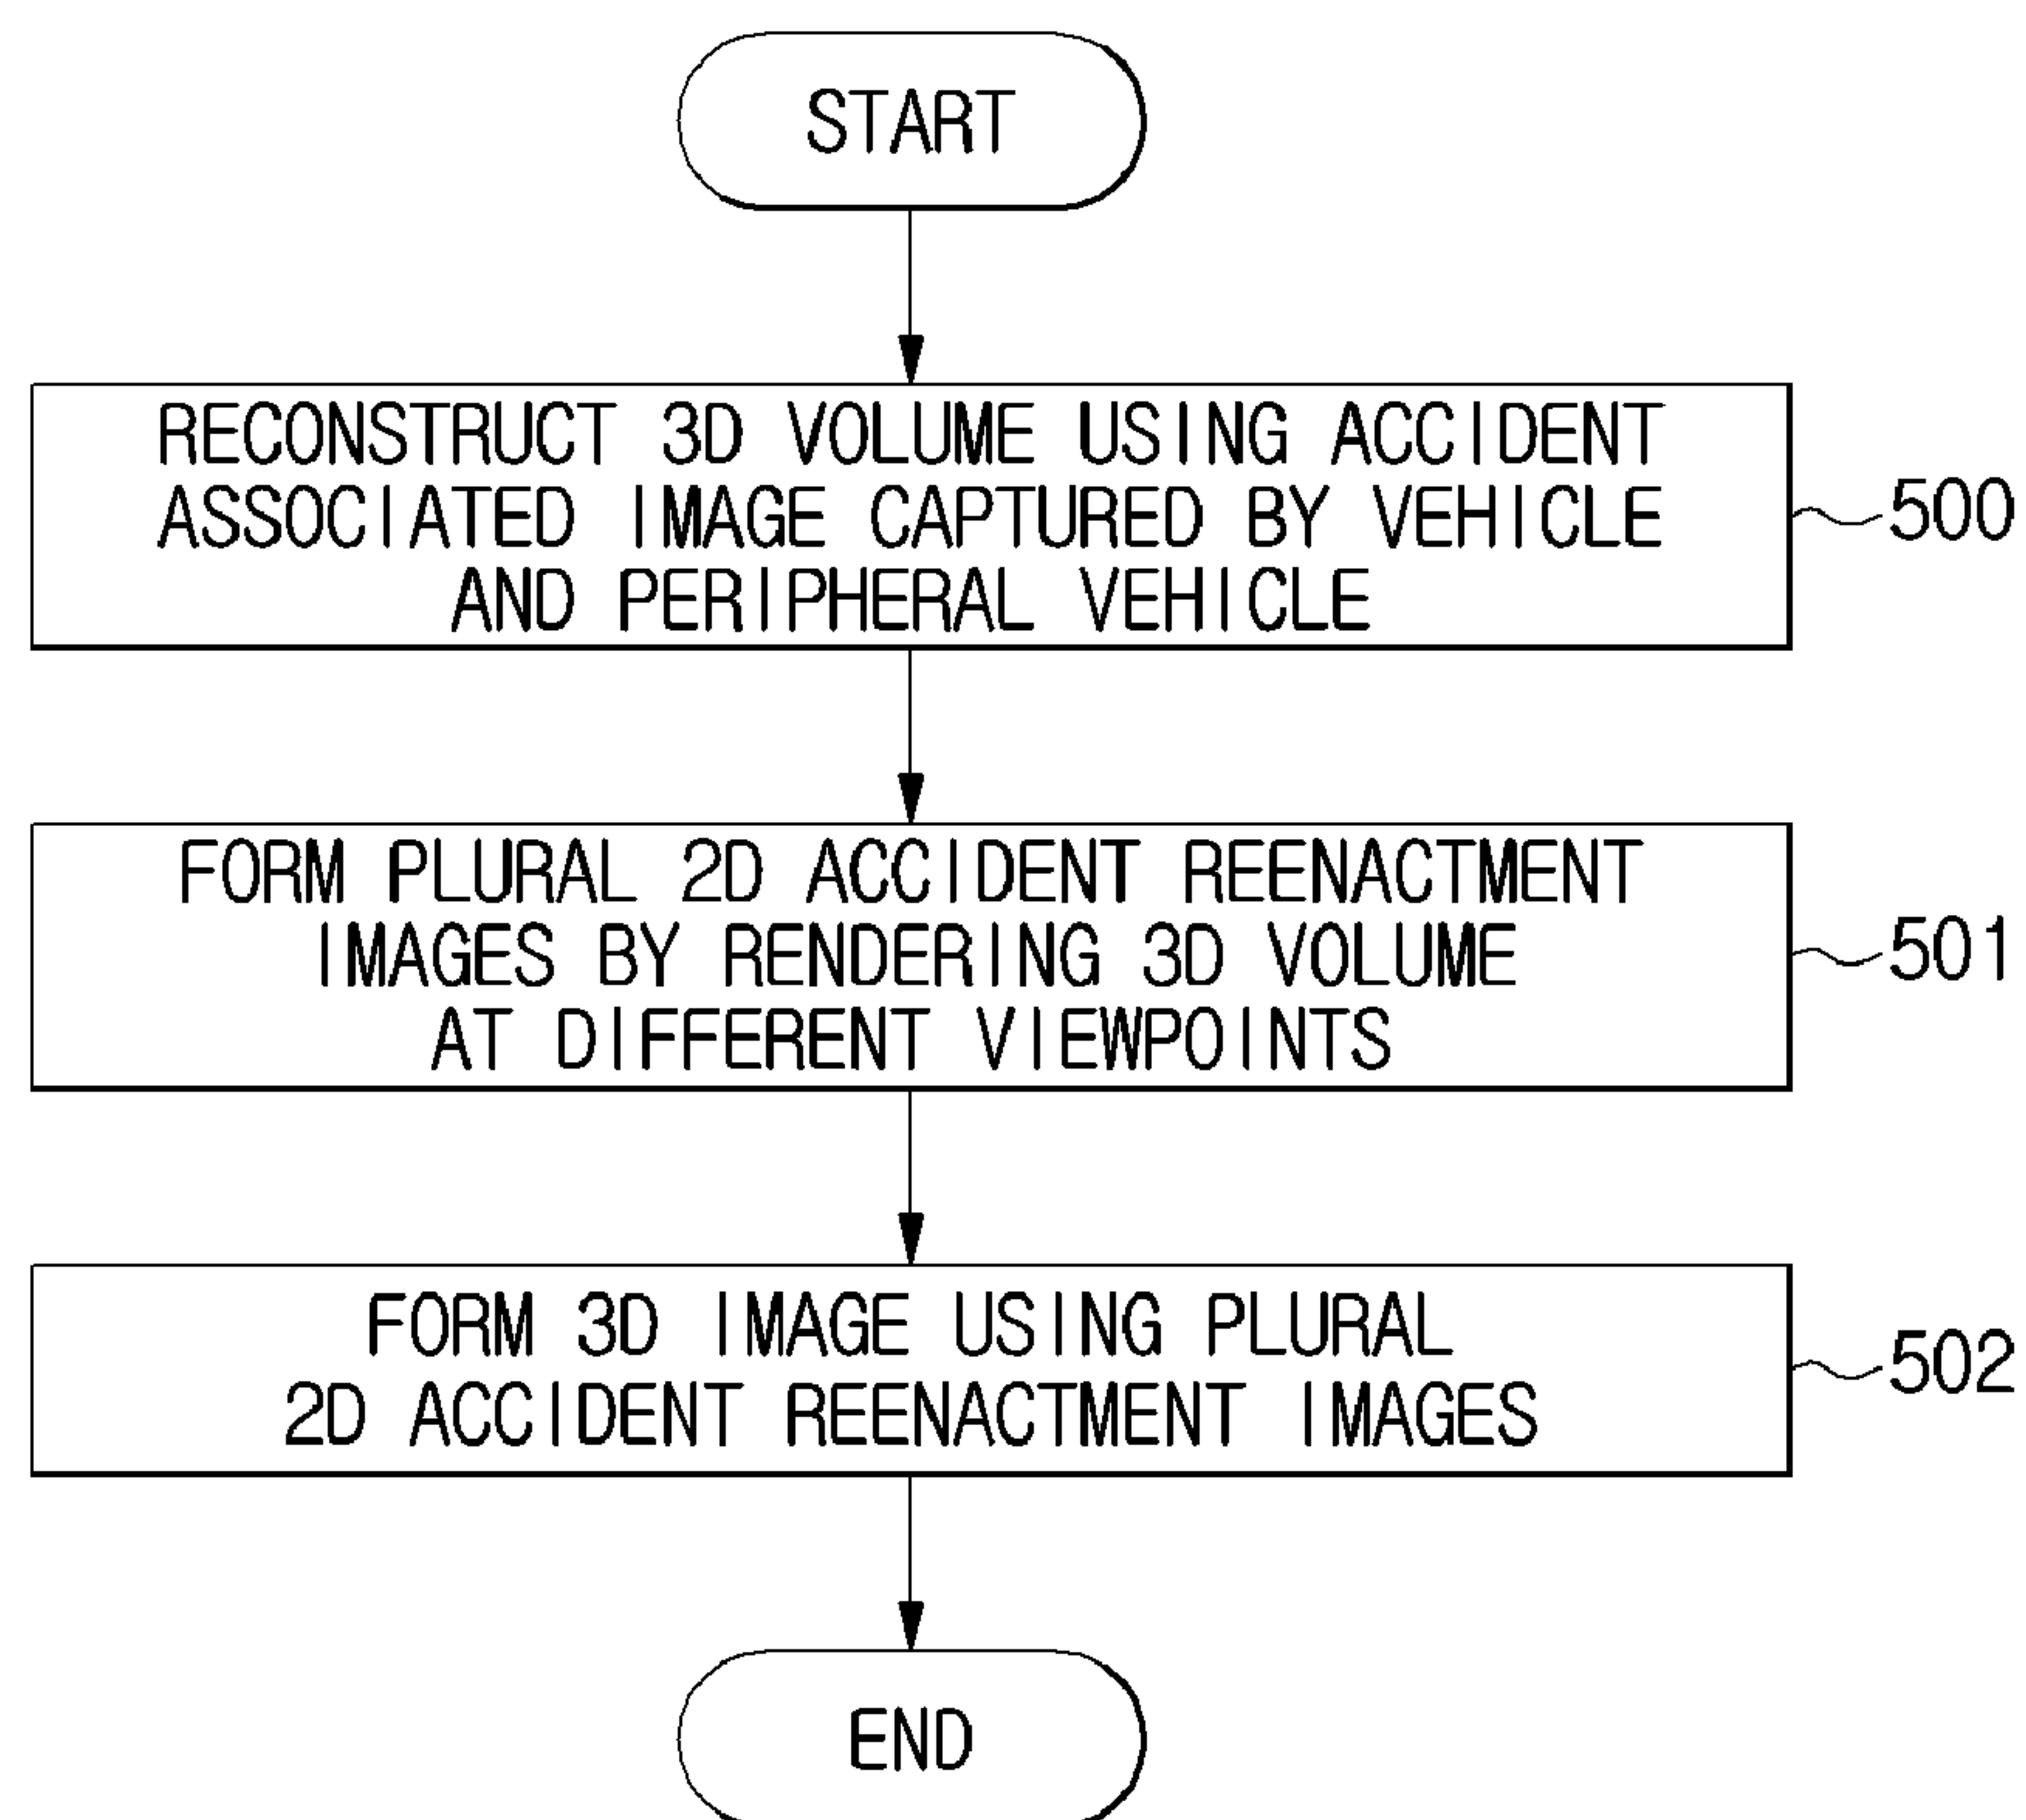 START
RECONSTRUCT 3D VOLUME USING ACCIDENT
ASSOCIATED IMAGE CAPTURED BY VEHICLE
AND PERIPHERAL VEHICLE
500
FORM PLURAL 2D ACCIDENT REENACTMENT
IMAGES BY RENDERING 3D VOLUME
AT DIFFERENT VIEWPOINTS
501
FORM 3D IMAGE USING PLURAL
2D ACCIDENT REENACTMENT IMAGES
502
END